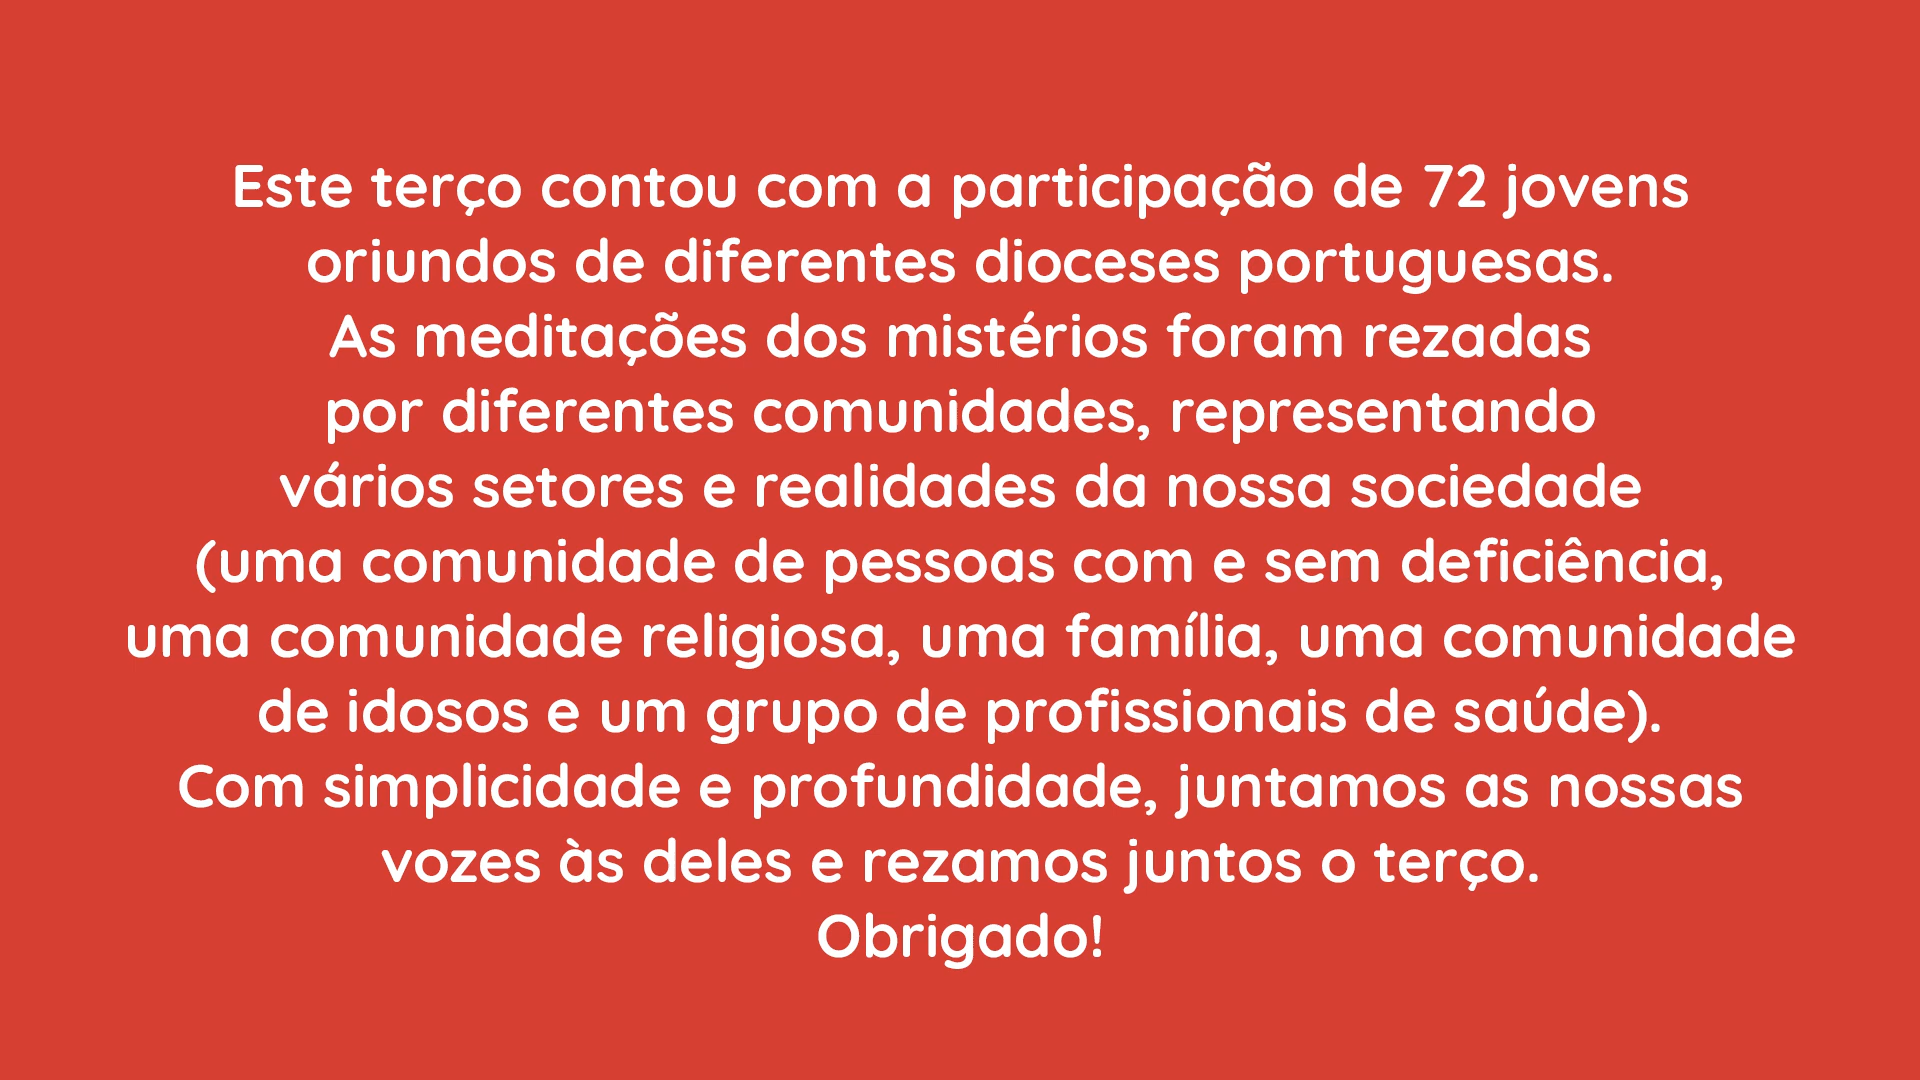 Este terço contou com a participação de 72 jovens
oriundos de diferentes dioceses portuguesas.
As meditações dos mistérios foram rezadas
por diferentes comunidades, representando
vários setores e realidades da nossa sociedade
(uma comunidade de pessoas com e sem deficiência,
uma comunidade religiosa, uma família, uma comunidade
de idosos e um grupo de profissionais de saúde).
Com simplicidade e profundidade, juntamos as nossas
vozes às deles e rezamos juntos o terço.
Obrigado!